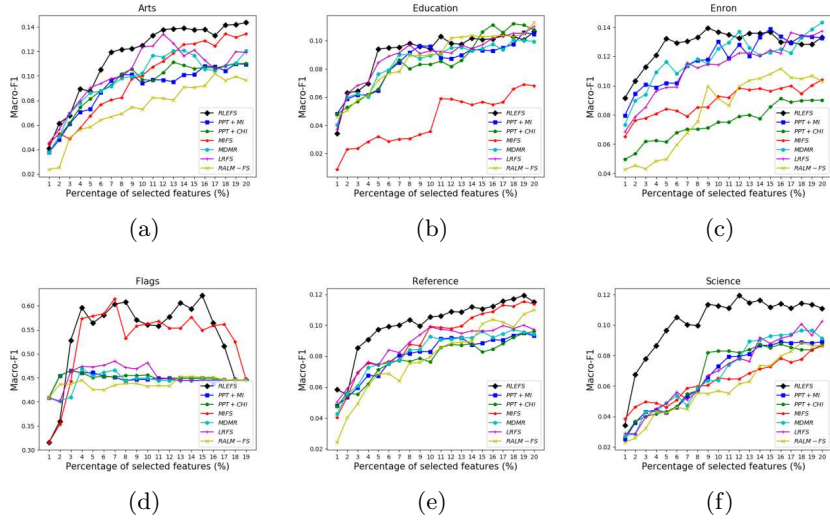 Arts
Macro-F1
0.14
0.12
0.10
0.08
0.06
0.04
0.02
1 2 3 4 5 6 7 8 9 10 11 12 13 14 15 16 17 18 19 20
Percentage of selected features (%)
RLEFS
PPT+MI
PPT+CHI
MIFS
MDMR
LRFS
RALM-FS
(a)
Education
Macro-F1
0.10
0.08
0.06
0.04
0.02
1 2 3 4 5 6 7 8 9 10 11 12 13 14 15 16 17 18 19 20
Percentage of selected features (%)
RLEFS
PPT+MI
PPT+CHI
MIFS
MDMR
LRFS
RALM-FS
(b)
Enron
Macro-F1
0.14
0.12
0.10
0.08
0.06
0.04
1 2 3 4 5 6 7 8 9 10 11 12 13 14 15 16 17 18 19 20
Percentage of selected features (%)
RLEFS
PPT+MI
PPT+CHI
MIFS
MDMR
LRFS
RALM-FS
(c)
Flags
Macro-F1
0.60
0.55
0.50
0.45
0.40
0.35
0.30
1 2 3 4 5 6 7 8 9 10 11 12 13 14 15 16 17 18 19
Percentage of selected features (%)
RLEFS
PPT+MI
PPT+CHI
MIFS
MDMR
LRFS
RALM-FS
(d)
Reference
Macro-F1
0.12
0.10
0.08
0.06
0.04
0.02
1 2 3 4 5 6 7 8 9 10 11 12 13 14 15 16 17 18 19 20
Percentage of selected features (%)
RLEFS
PPT+MI
PPT+CHI
MIFS
MDMR
LRFS
RALM-FS
(e)
Science
Macro-F1
0.12
0.10
0.08
0.06
0.04
0.02
1 2 3 4 5 6 7 8 9 10 11 12 13 14 15 16 17 18 19 20
Percentage of selected features (%)
RLEFS
PPT+MI
PPT+CHI
MIFS
MDMR
LRFS
RALM-FS
(f)